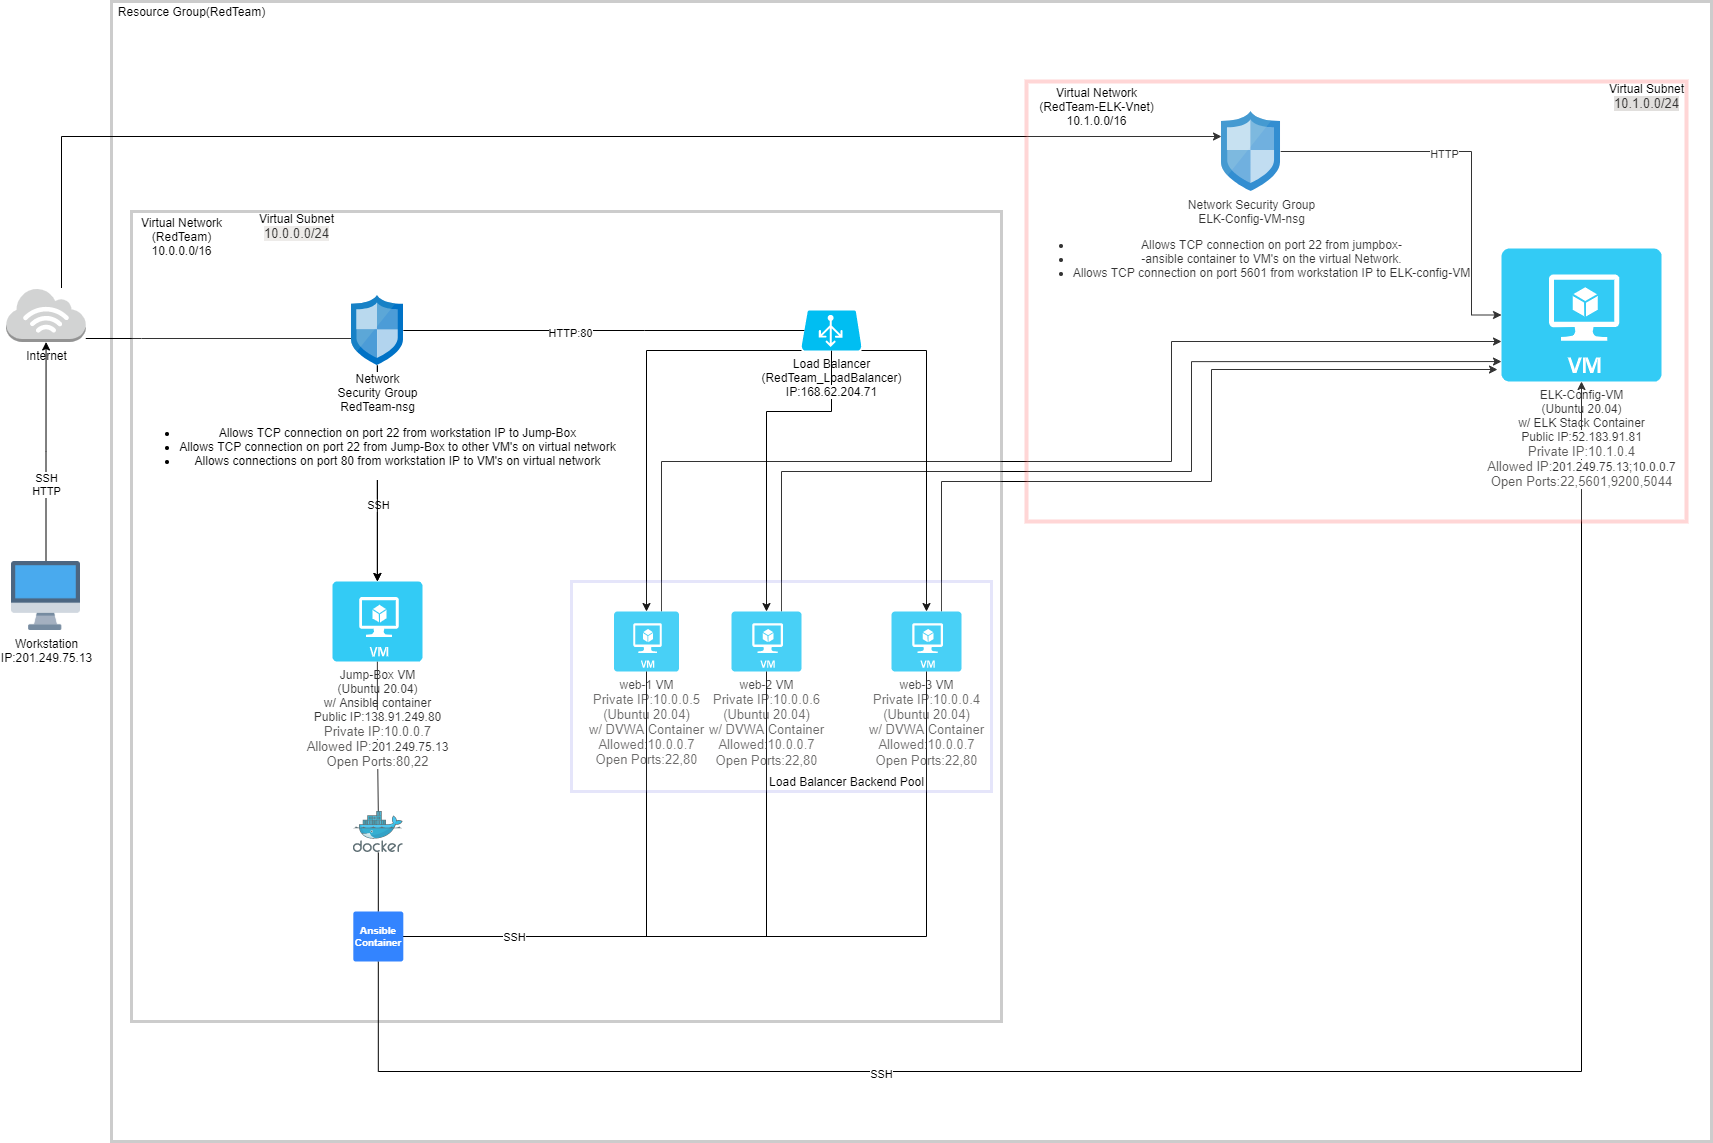 Resource Group(RedTeam)
Virtual Network
(RedTeam-ELK-Vnet)
10.1.0.0/16
Virtual Subnet
10.1.0.0/24
HTTP
Network Security Group
ELK-Config-VM-nsg
Allows TCP connection on port 22 from jumpbox-
-ansible container to VM's on the virtual Network.
Allows TCP connection on port 5601 from workstation IP to ELK-config-VM
VM
ELK-Config-VM
(Ubuntu 20.04)
w/ ELK Stack Container
Public IP:52.183.91.81
Private IP:10.1.0.4
Allowed IP:201.249.75.13;10.0.0.7
Open Ports:22,5601,9200,5044
Virtual Network
(RedTeam)
10.0.0.0/16
Virtual Subnet
10.0.0.0/24
Internet
SSH
HTTP
Workstation
IP:201.249.75.13
HTTP:80
Network
Security Group
RedTeam-nsg
Allows TCP connection on port 22 from workstation IP to Jump-Box
Allows TCP connection on port 22 from Jump-Box to other VM's on virtual network
Allows connections on port 80 from workstation IP to VM's on virtual network
Load Balancer
(RedTeam_LoadBalancer)
IP:168.62.204.71
SSH
VM
Jump-Box VM
(Ubuntu 20.04)
w/ Ansible container
Public IP:138.91.249.80
Private IP:10.0.0.7
Allowed IP:201.249.75.13
Open Ports:80,22
VM
web-1 VM
Private IP:10.0.0.5
(Ubuntu 20.04)
w/ DVWA Container
Allowed:10.0.0.7
Open Ports:22,80
VM
web-2 VM
Private IP:10.0.0.6
(Ubuntu 20.04)
w/ DVWA Container
Allowed:10.0.0.7
Open Ports:22,80
VM
web-3 VM
Private IP:10.0.0.4
(Ubuntu 20.04)
w/ DVWA Container
Allowed:10.0.0.7
Open Ports:22,80
Load Balancer Backend Pool
docker
Ansible
Container
SSH
SSH